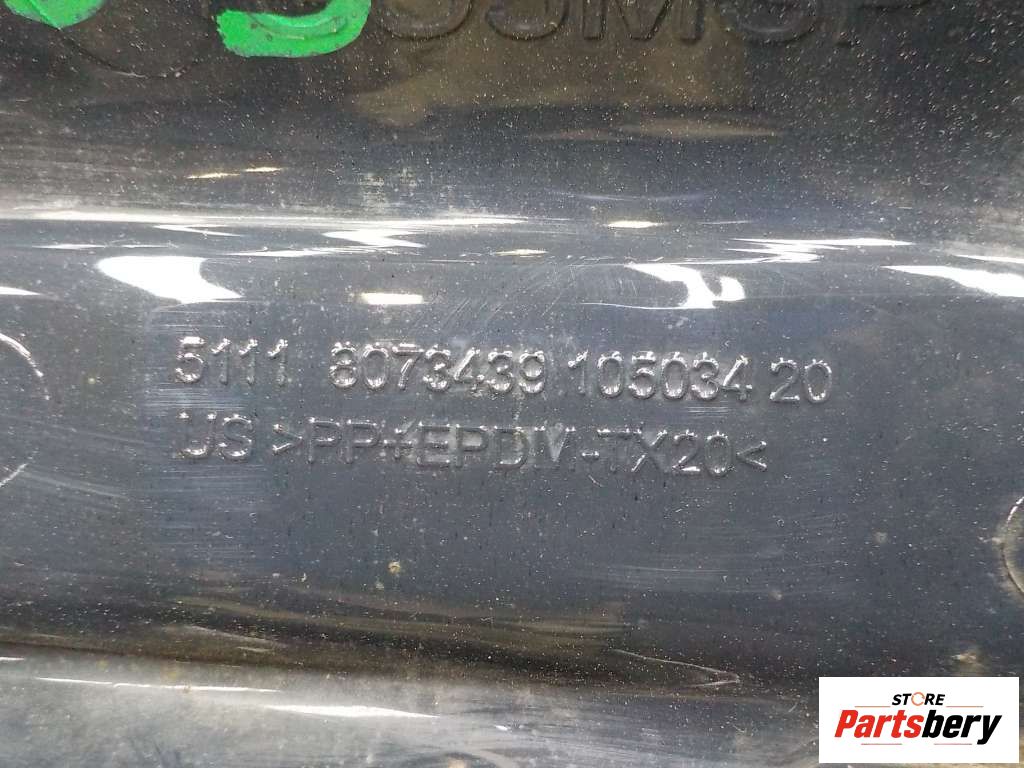 5111 8073439 105034 20
US >PP+EPDM-TX20<
STORE
Partsbery